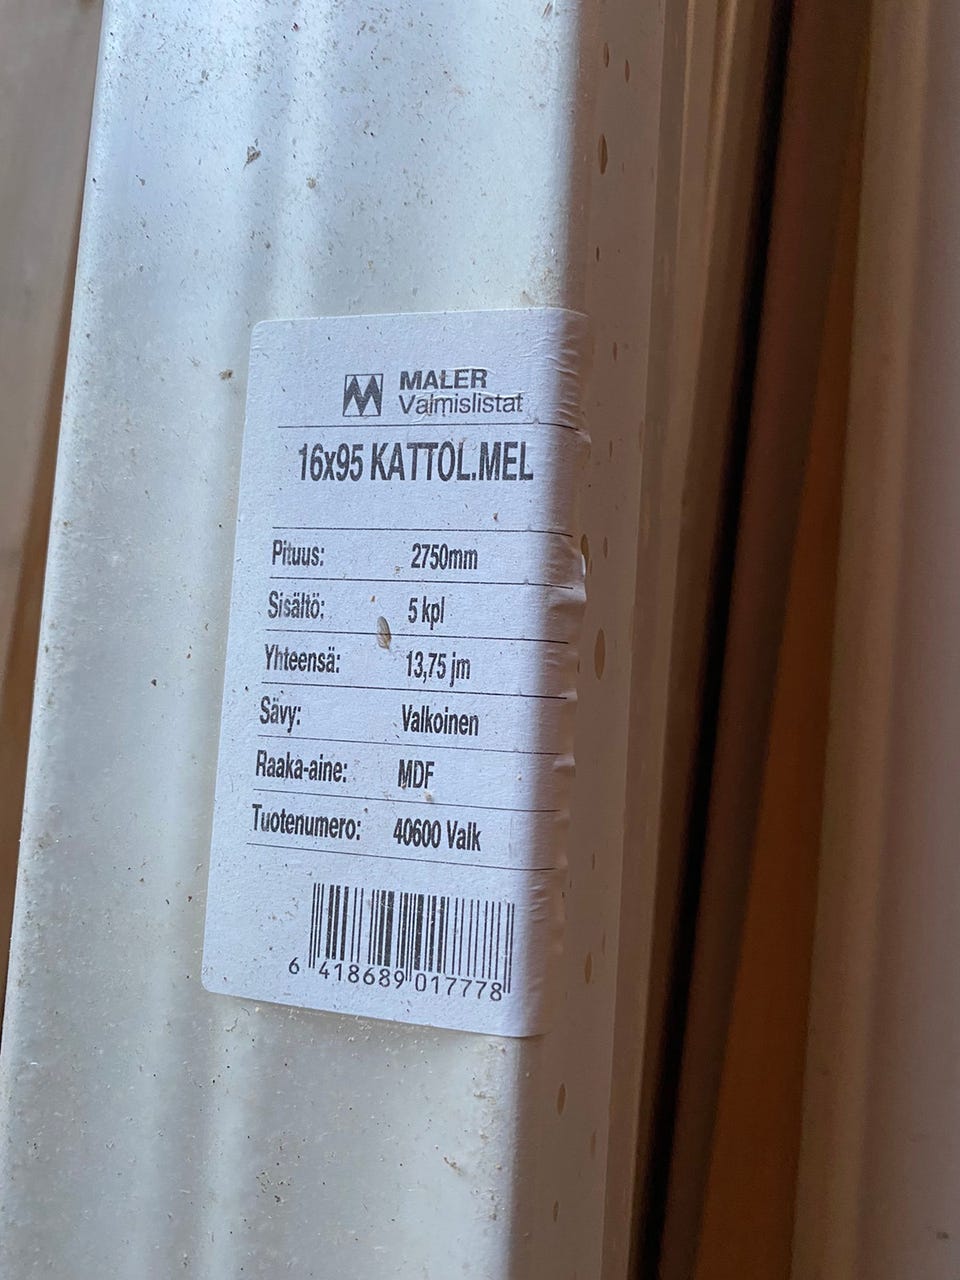 MALER
Valmislistat
16x95 KATTOL.MEL
Pituus: 2750mm
Sisältö: 5 kpl
Yhteensä: 13,75 jm
Sävy: Valkoinen
Raaka-aine: MDF
Tuotenumero: 40600 Valk
6 418689 017778